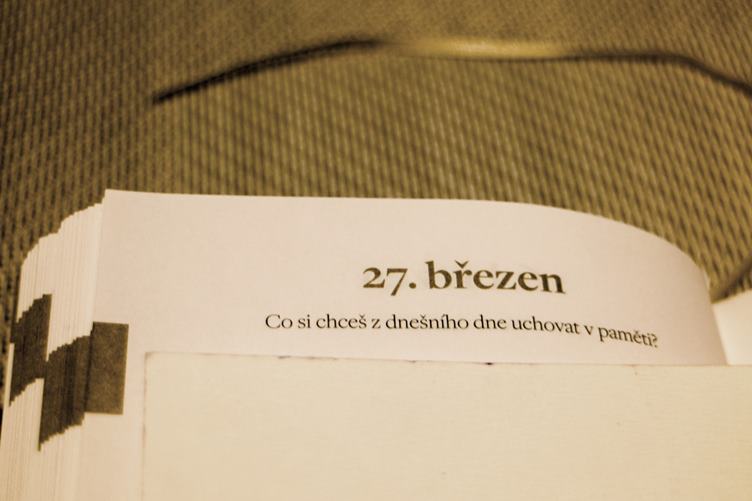 27. březen
Co si chceš z dnešního dne uchovat v paměti?